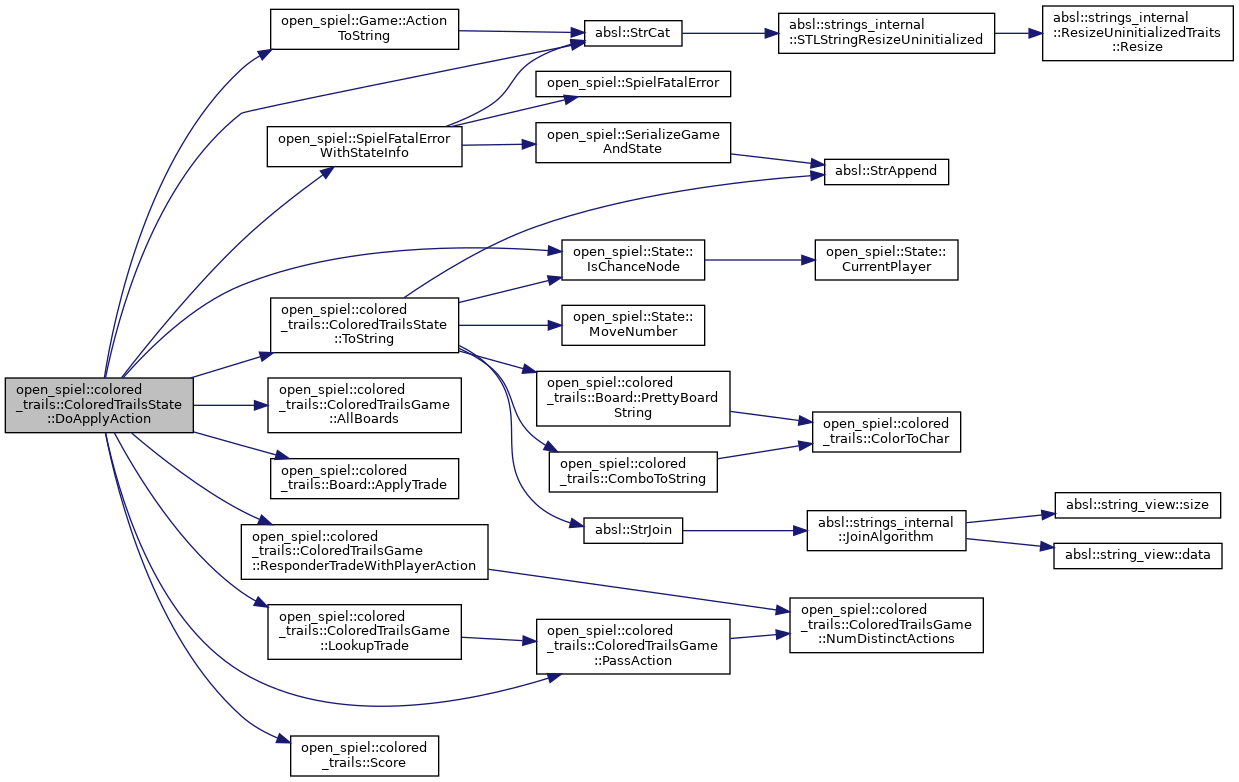 open_spiel::colored
_trails::ColoredTrailsState
::DoApplyAction
open_spiel::Game::Action
ToString
open_spiel::SpielFatalError
WithStateInfo
open_spiel::colored
_trails::ColoredTrailsState
::ToString
open_spiel::colored
_trails::ColoredTrailsGame
::AllBoards
open_spiel::colored
_trails::Board::ApplyTrade
open_spiel::colored
_trails::ColoredTrailsGame
::ResponderTradeWithPlayerAction
open_spiel::colored
_trails::ColoredTrailsGame
::LookupTrade
open_spiel::colored
_trails::Score
absl::StrCat
open_spiel::SpielFatalError
open_spiel::SerializeGame
AndState
open_spiel::State::
IsChanceNode
open_spiel::State::
MoveNumber
open_spiel::colored
_trails::Board::PrettyBoard
String
open_spiel::colored
_trails::ComboToString
absl::StrJoin
open_spiel::colored
_trails::ColoredTrailsGame
::PassAction
absl::strings_internal
::STLStringResizeUninitialized
absl::StrAppend
open_spiel::State::
CurrentPlayer
open_spiel::colored
_trails::ColorToChar
absl::strings_internal
::JoinAlgorithm
open_spiel::colored
_trails::ColoredTrailsGame
::NumDistinctActions
absl::strings_internal
::ResizeUninitializedTraits
::Resize
absl::string_view::size
absl::string_view::data